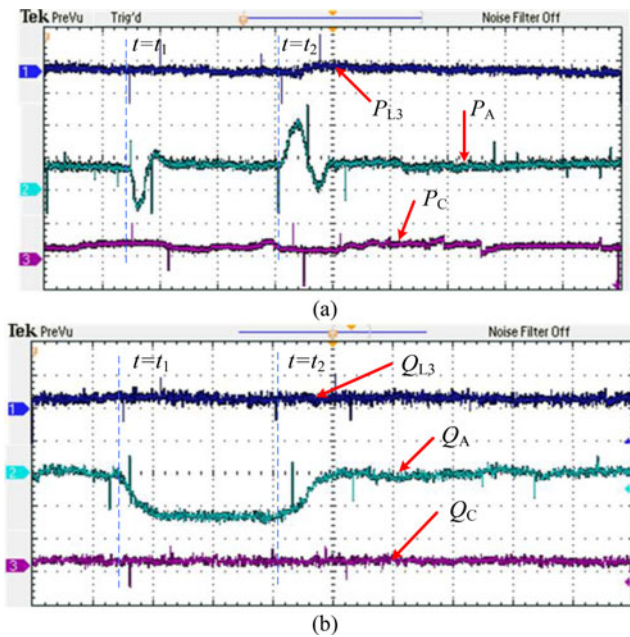 Tek PreVu Trig'd Noise Filter Off
t=t1 t=t2
1
PL3 PA
2
PC
3
(a)
Tek PreVu Noise Filter Off
t=t1 t=t2 QL3
1
QA
2
QC
3
(b)